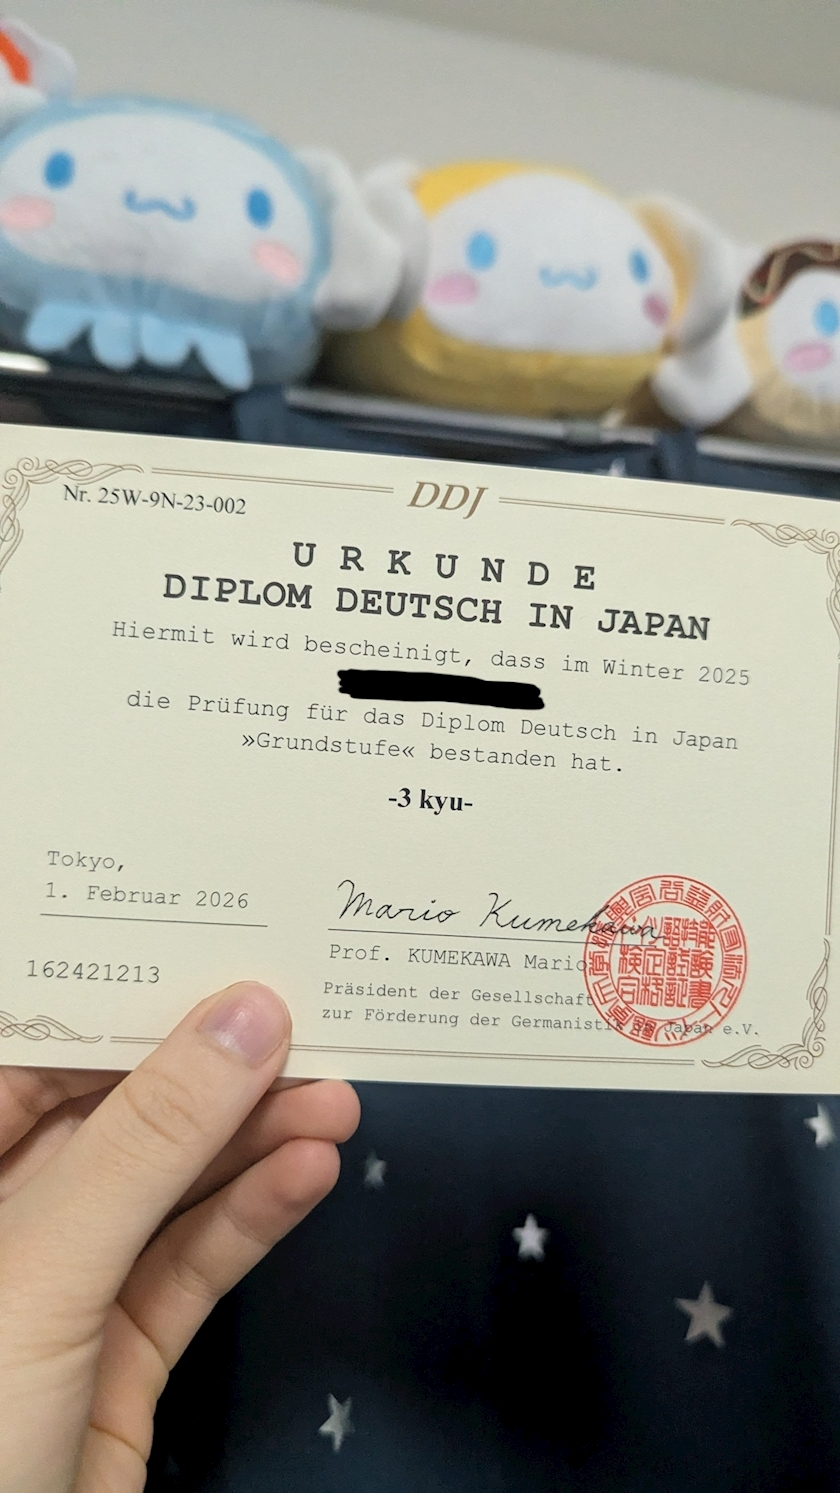 DDJ
Nr. 25W-9N-23-002
URKUNDE
DIPLOM DEUTSCH IN JAPAN
Hiermit wird bescheinigt, dass im Winter 2025
die Prüfung für das Diplom Deutsch in Japan
»Grundstufe« bestanden hat.
-3 kyu-
Tokyo,
1. Februar 2026
162421213
Mario Kumekawa
Prof. KUMEKAWA Mario
Präsident der Gesellschaft
zur Förderung der Germanistik in Japan e.V.